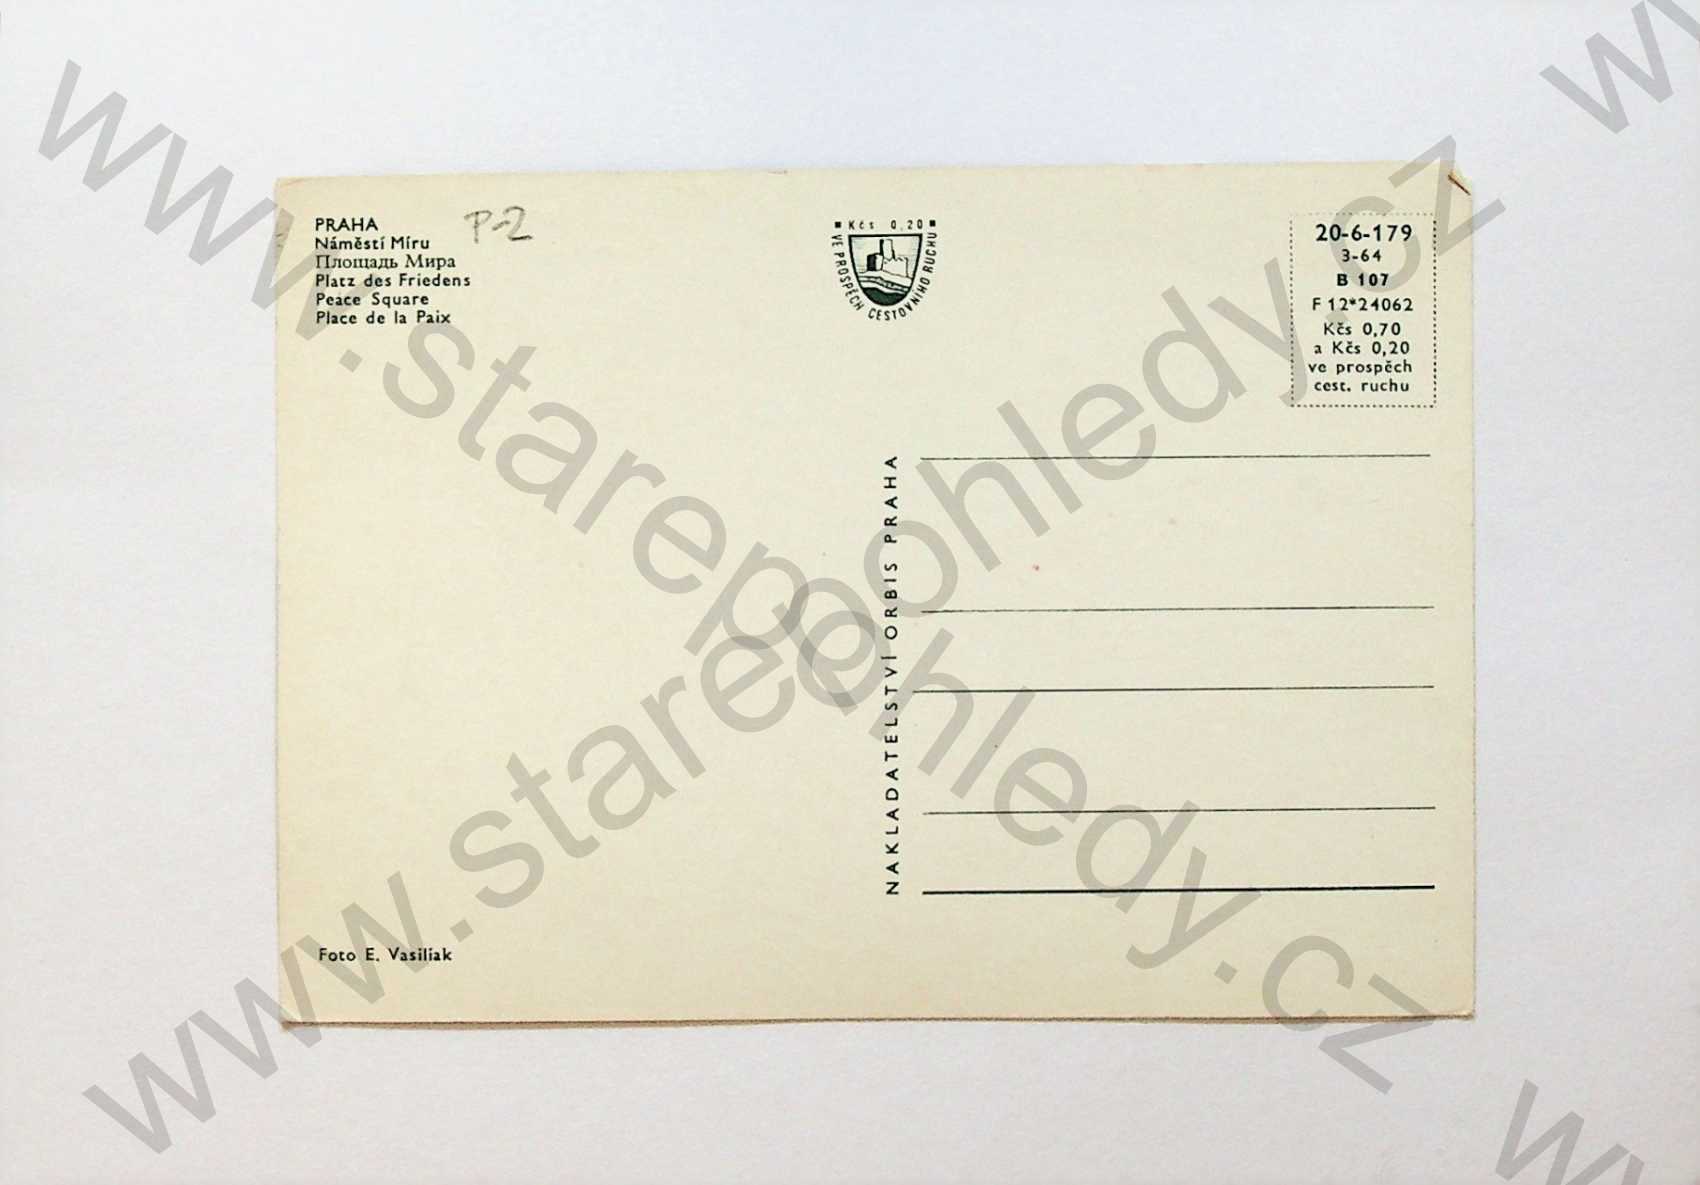 PRAHA
Náměstí Míru
Площадь Мира
Platz des Friedens
Peace Square
Place de la Paix
P-2
Kčs 0,20
VE PROSPĚCH CESTOVNÍHO RUCHU
20-6-179
3-64
B 107
F 12*24062
Kčs 0,70
a Kčs 0,20
ve prospěch
cest. ruchu
NAKLADATELSTVÍ ORBIS PRAHA
Foto E. Vasiliak
www.starepohledy.cz
www.starepohledy.cz